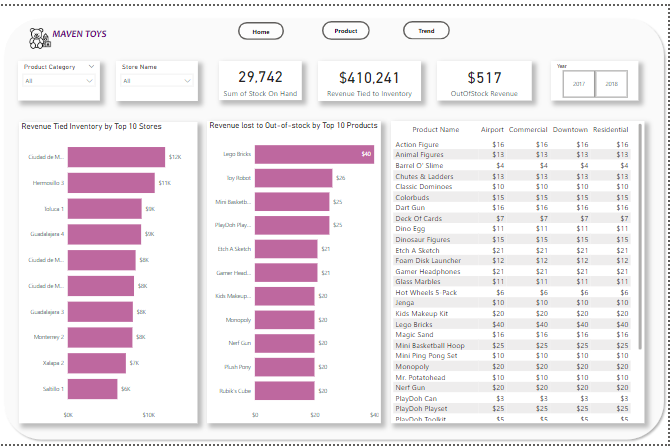 MAVEN TOYS
Home
Product
Trend
Product Category
All
Store Name
All
29,742
Sum of Stock On Hand
$410,241
Revenue Tied to Inventory
$517
OutOfStock Revenue
Year
2017
2018
Revenue Tied Inventory by Top 10 Stores
Ciudad de M... $12K
Hermosillo 3 $11K
Toluca 1 $9K
Guadalajara 4 $9K
Ciudad de M... $8K
Ciudad de M... $8K
Guadalajara 3 $8K
Monterrey 2 $8K
Xalapa 2 $7K
Saltillo 1 $6K
$0K $10K
Revenue lost to Out-of-stock by Top 10 Products
Lego Bricks $40
Toy Robot $26
Mini Basketb... $25
PlayDoh Play... $25
Etch A Sketch $21
Gamer Head... $21
Kids Makeup... $20
Monopoly $20
Nerf Gun $20
Plush Pony $20
Rubik's Cube $20
$0 $20 $40
Product Name Airport Commercial Downtown Residential
Action Figure $16 $16 $16 $16
Animal Figures $13 $13 $13 $13
Barrel O' Slime $4 $4 $4 $4
Chutes & Ladders $13 $13 $13 $13
Classic Dominoes $10 $10 $10 $10
Colorbuds $15 $15 $15 $15
Dart Gun $16 $16 $16 $16
Deck Of Cards $7 $7 $7 $7
Dino Egg $11 $11 $11 $11
Dinosaur Figures $15 $15 $15 $15
Etch A Sketch $21 $21 $21 $21
Foam Disk Launcher $12 $12 $12 $12
Gamer Headphones $21 $21 $21 $21
Glass Marbles $11 $11 $11 $11
Hot Wheels 5-Pack $6 $6 $6 $6
Jenga $10 $10 $10 $10
Kids Makeup Kit $20 $20 $20 $20
Lego Bricks $40 $40 $40 $40
Magic Sand $16 $16 $16 $16
Mini Basketball Hoop $25 $25 $25 $25
Mini Ping Pong Set $10 $10 $10 $10
Monopoly $20 $20 $20 $20
Mr. Potatohead $10 $10 $10 $10
Nerf Gun $20 $20 $20 $20
PlayDoh Can $3 $3 $3 $3
PlayDoh Playset $25 $25 $25 $25
PlayDoh Toolkit $5 $5 $5 $5